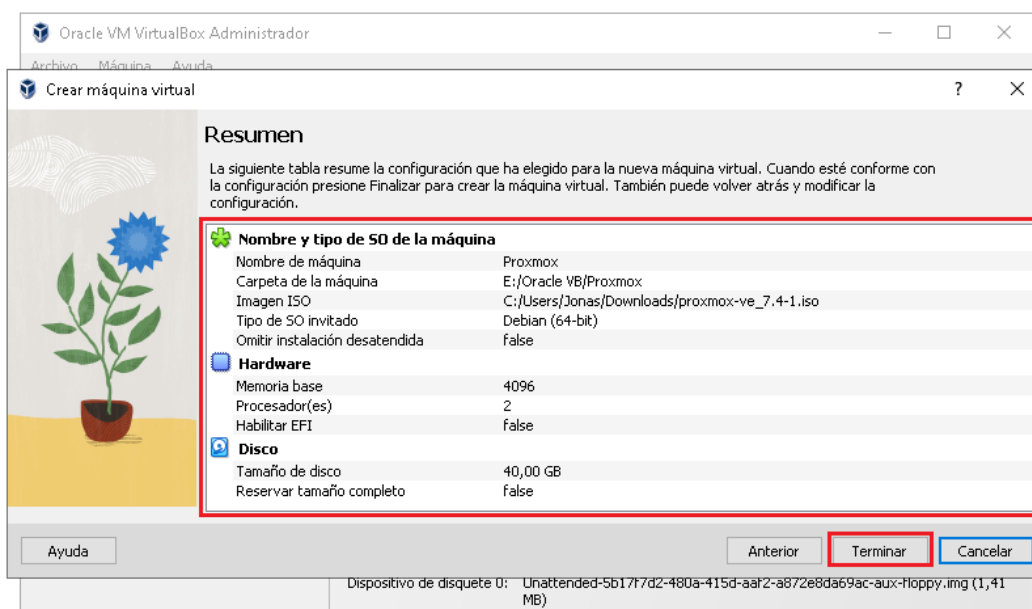 Oracle VM VirtualBox Administrador
Archivo Máquina Ayuda
Crear máquina virtual
?
Resumen
La siguiente tabla resume la configuración que ha elegido para la nueva máquina virtual. Cuando esté conforme con
la configuración presione Finalizar para crear la máquina virtual. También puede volver atrás y modificar la
configuración.
Nombre y tipo de SO de la máquina
Nombre de máquina Proxmox
Carpeta de la máquina E:/Oracle VB/Proxmox
Imagen ISO C:/Users/Jonas/Downloads/proxmox-ve_7.4-1.iso
Tipo de SO invitado Debian (64-bit)
Omitir instalación desatendida false
Hardware
Memoria base 4096
Procesador(es) 2
Habilitar EFI false
Disco
Tamaño de disco 40,00 GB
Reservar tamaño completo false
Ayuda Anterior Terminar Cancelar
Dispositivo de disquete 0: Unattended-5b17f7d2-480a-415d-aaf2-a872e8da69ac-aux-floppy.img (1,41
MB)